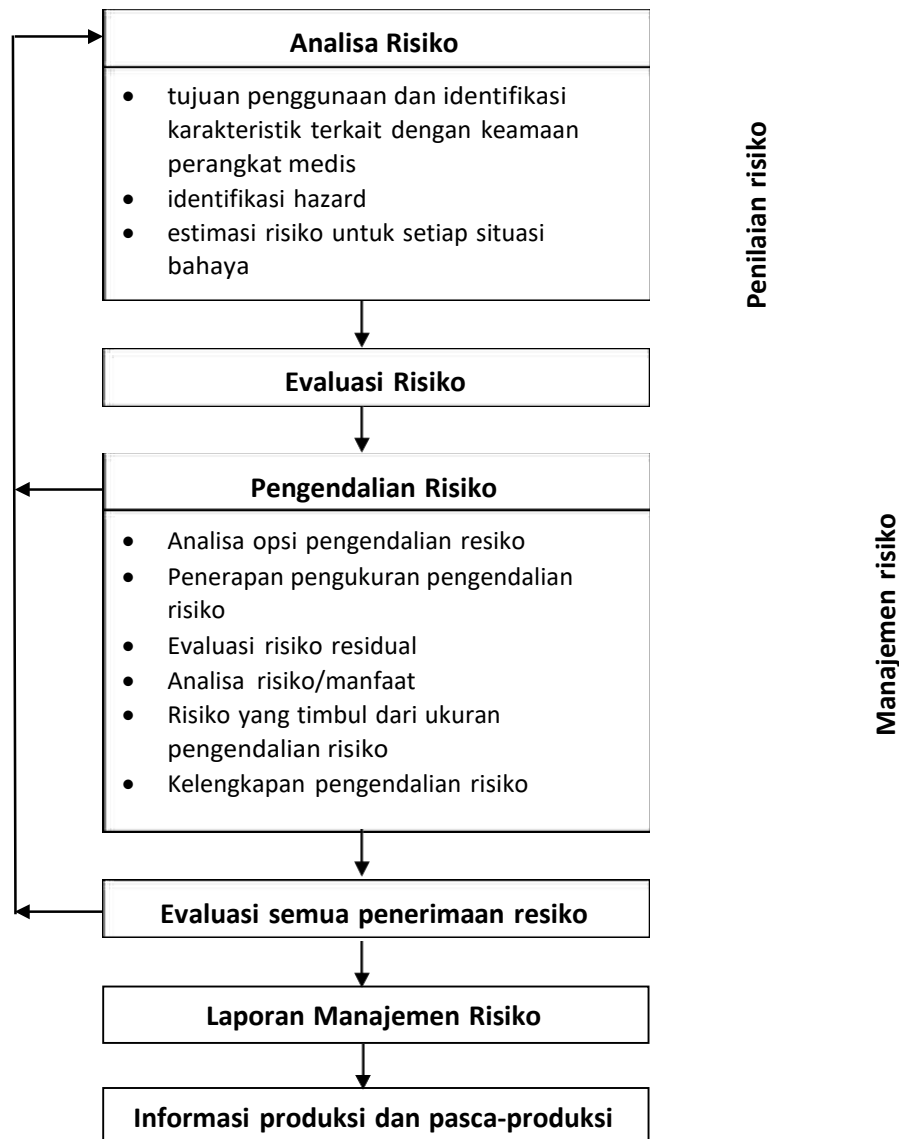 Analisa Risiko
• tujuan penggunaan dan identifikasi
karakteristik terkait dengan keamaan
perangkat medis
• identifikasi hazard
• estimasi risiko untuk setiap situasi
bahaya
Penilaian risiko
Evaluasi Risiko
Pengendalian Risiko
• Analisa opsi pengendalian resiko
• Penerapan pengukuran pengendalian
risiko
• Evaluasi risiko residual
• Analisa risiko/manfaat
• Risiko yang timbul dari ukuran
pengendalian risiko
• Kelengkapan pengendalian risiko
Manajemen risiko
Evaluasi semua penerimaan resiko
Laporan Manajemen Risiko
Informasi produksi dan pasca-produksi